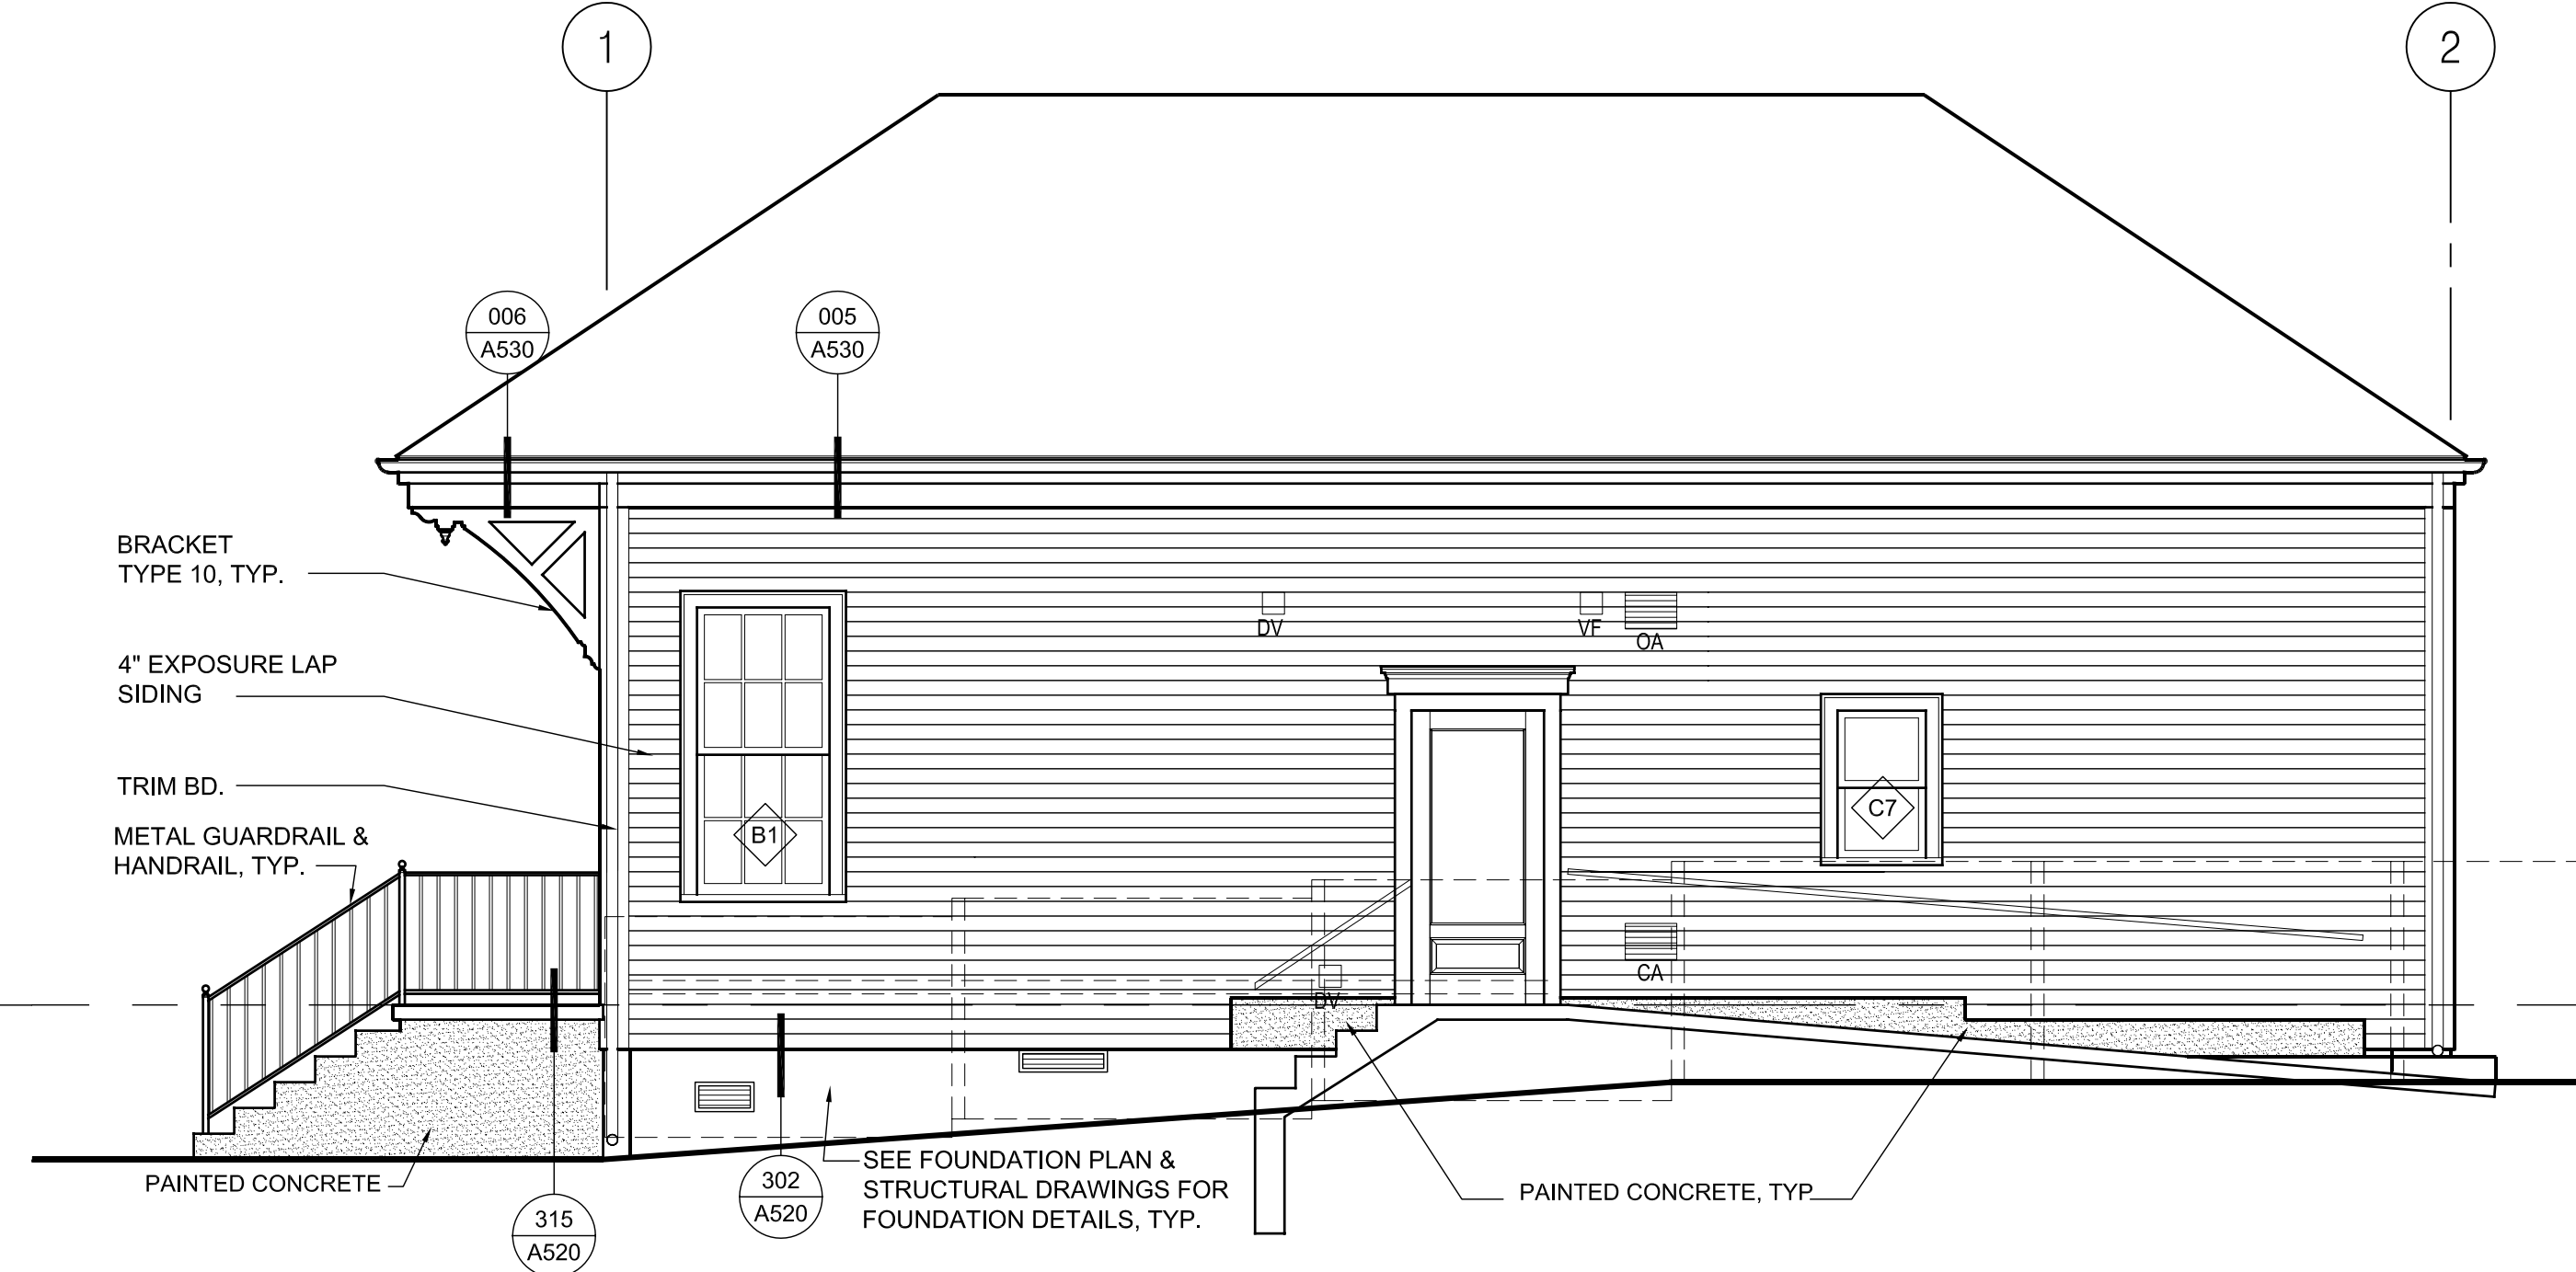 1
2
006
A530
005
A530
BRACKET
TYPE 10, TYP.
DV
VF
OA
4" EXPOSURE LAP
SIDING
TRIM BD.
B1
C7
METAL GUARDRAIL &
HANDRAIL, TYP.
CA
DV
PAINTED CONCRETE
SEE FOUNDATION PLAN &
STRUCTURAL DRAWINGS FOR
FOUNDATION DETAILS, TYP.
302
A520
315
A520
PAINTED CONCRETE, TYP